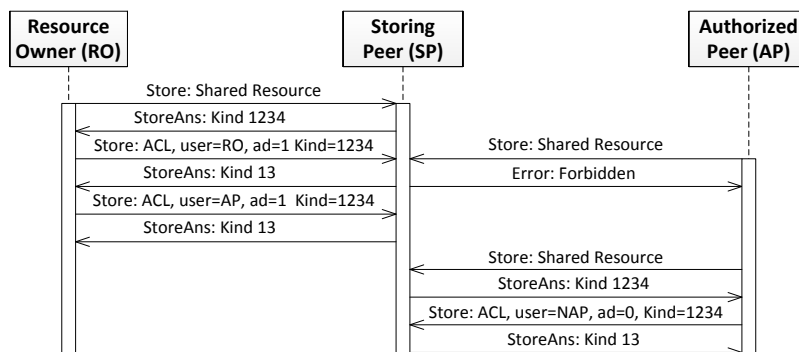 Resource
Owner (RO)
Storing
Peer (SP)
Authorized
Peer (AP)
Store: Shared Resource
StoreAns: Kind 1234
Store: ACL, user=RO, ad=1 Kind=1234
Store: Shared Resource
StoreAns: Kind 13
Error: Forbidden
Store: ACL, user=AP, ad=1 Kind=1234
StoreAns: Kind 13
Store: Shared Resource
StoreAns: Kind 1234
Store: ACL, user=NAP, ad=0, Kind=1234
StoreAns: Kind 13